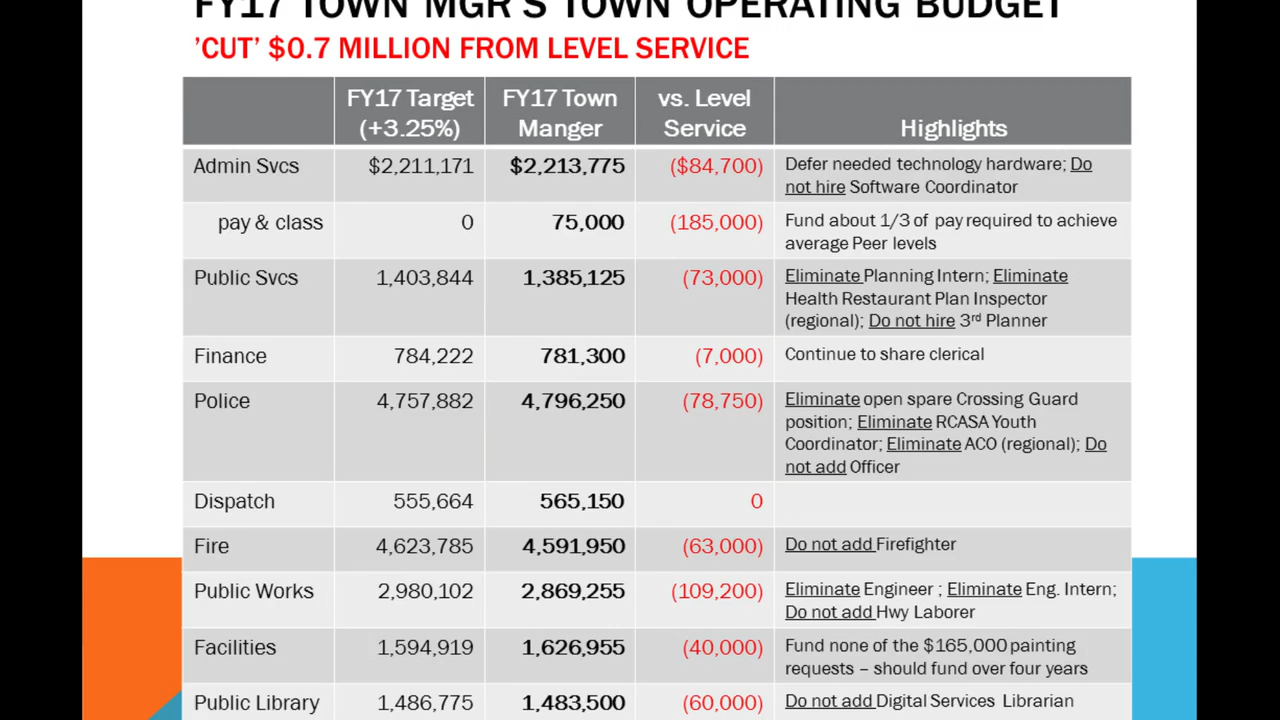 FY17 TOWN MGR'S TOWN OPERATING BUDGET
'CUT' $0.7 MILLION FROM LEVEL SERVICE
FY17 Target (+3.25%) FY17 Town Manger vs. Level Service Highlights
Admin Svcs $2,211,171 $2,213,775 ($84,700) Defer needed technology hardware; Do
not hire Software Coordinator
pay & class 0 75,000 (185,000) Fund about 1/3 of pay required to achieve
average Peer levels
Public Svcs 1,403,844 1,385,125 (73,000) Eliminate Planning Intern; Eliminate
Health Restaurant Plan Inspector
(regional); Do not hire 3rd Planner
Finance 784,222 781,300 (7,000) Continue to share clerical
Police 4,757,882 4,796,250 (78,750) Eliminate open spare Crossing Guard
position; Eliminate RCASA Youth
Coordinator; Eliminate ACO (regional); Do
not add Officer
Dispatch 555,664 565,150 0
Fire 4,623,785 4,591,950 (63,000) Do not add Firefighter
Public Works 2,980,102 2,869,255 (109,200) Eliminate Engineer ; Eliminate Eng. Intern;
Do not add Hwy Laborer
Facilities 1,594,919 1,626,955 (40,000) Fund none of the $165,000 painting
requests – should fund over four years
Public Library 1,486,775 1,483,500 (60,000) Do not add Digital Services Librarian